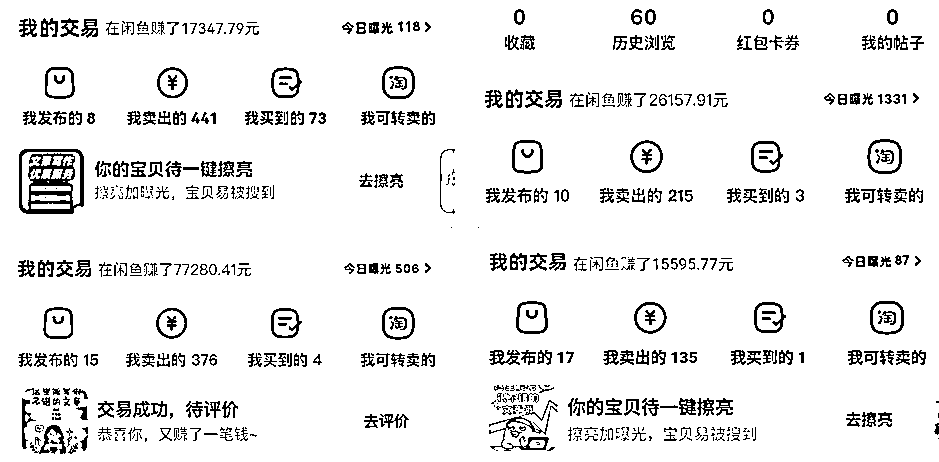 我的交易 在闲鱼赚了17347.79元 今日曝光 118 >
我发布的 8 我卖出的 441 我买到的 73 我可转卖的
你的宝贝待一键擦亮
擦亮加曝光，宝贝易被搜到
去擦亮
0 60 0 0
收藏 历史浏览 红包卡券 我的帖子
我的交易 在闲鱼赚了26157.91元 今日曝光 1331 >
淘
我发布的 10 我卖出的 215 我买到的 3 我可转卖的
我的交易 在闲鱼赚了77280.41元 今日曝光 506 >
淘
我发布的 15 我卖出的 376 我买到的 4 我可转卖的
交易成功，待评价
恭喜你，又赚了一笔钱~
去评价
我的交易 在闲鱼赚了15595.77元 今日曝光 87 >
淘
我发布的 17 我卖出的 135 我买到的 1 我可转卖的
你的宝贝待一键擦亮
擦亮加曝光，宝贝易被搜到
去擦亮